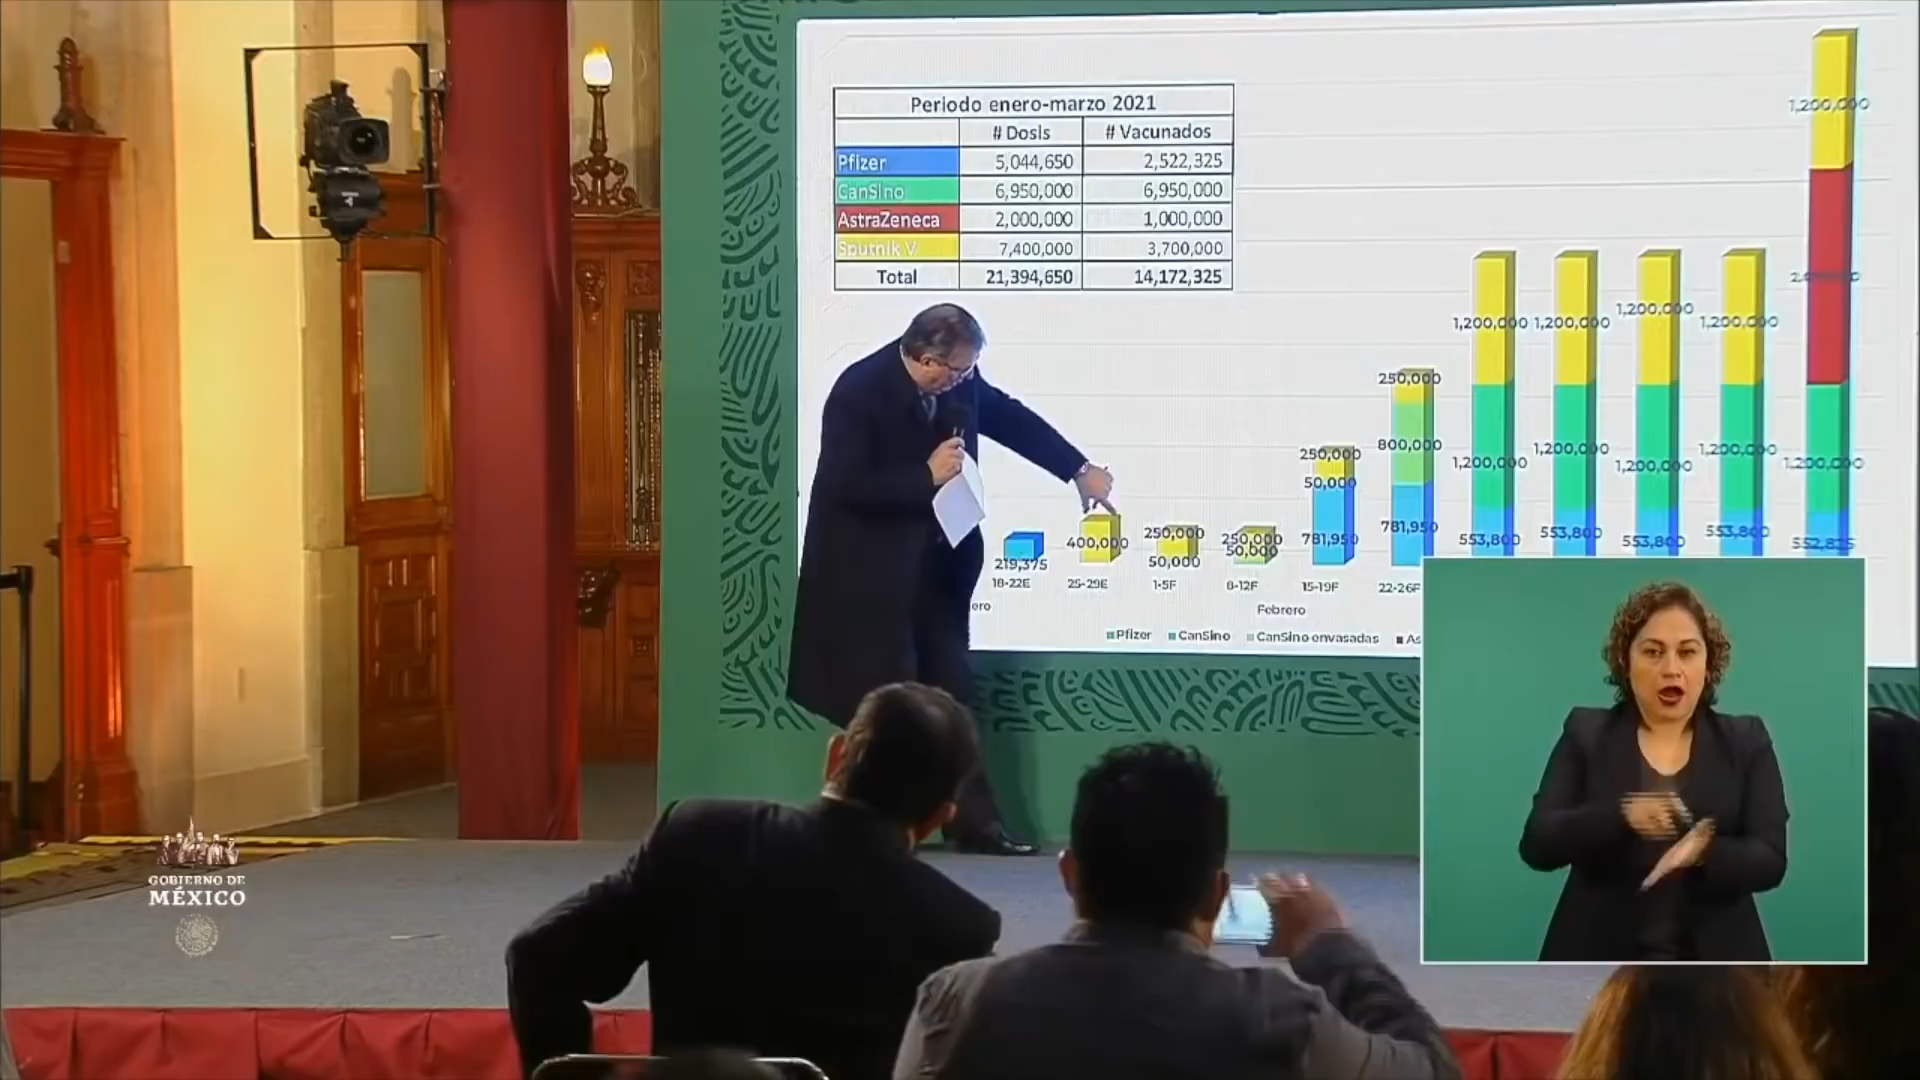 Periodo enero-marzo 2021
# Dosis # Vacunados
Pfizer 5,044,650 2,522,325
CanSino 6,950,000 6,950,000
AstraZeneca 2,000,000 1,000,000
Sputnik V 7,400,000 3,700,000
Total 21,394,650 14,172,325
1,200,000
1,200,000 1,200,000 1,200,000 1,200,000
250,000
800,000
250,000
50,000
1,200,000 1,200,000 1,200,000 1,200,000 1,200,000
219,375
400,000
250,000
50,000
250,000
50,000
781,950
781,950
553,800 553,800 553,800 553,800 552,825
18-22E 25-29E 1-5F 8-12F 15-19F 22-26F
ero Febrero
Pfizer CanSino CanSino envasadas As
GOBIERNO DE
MÉXICO